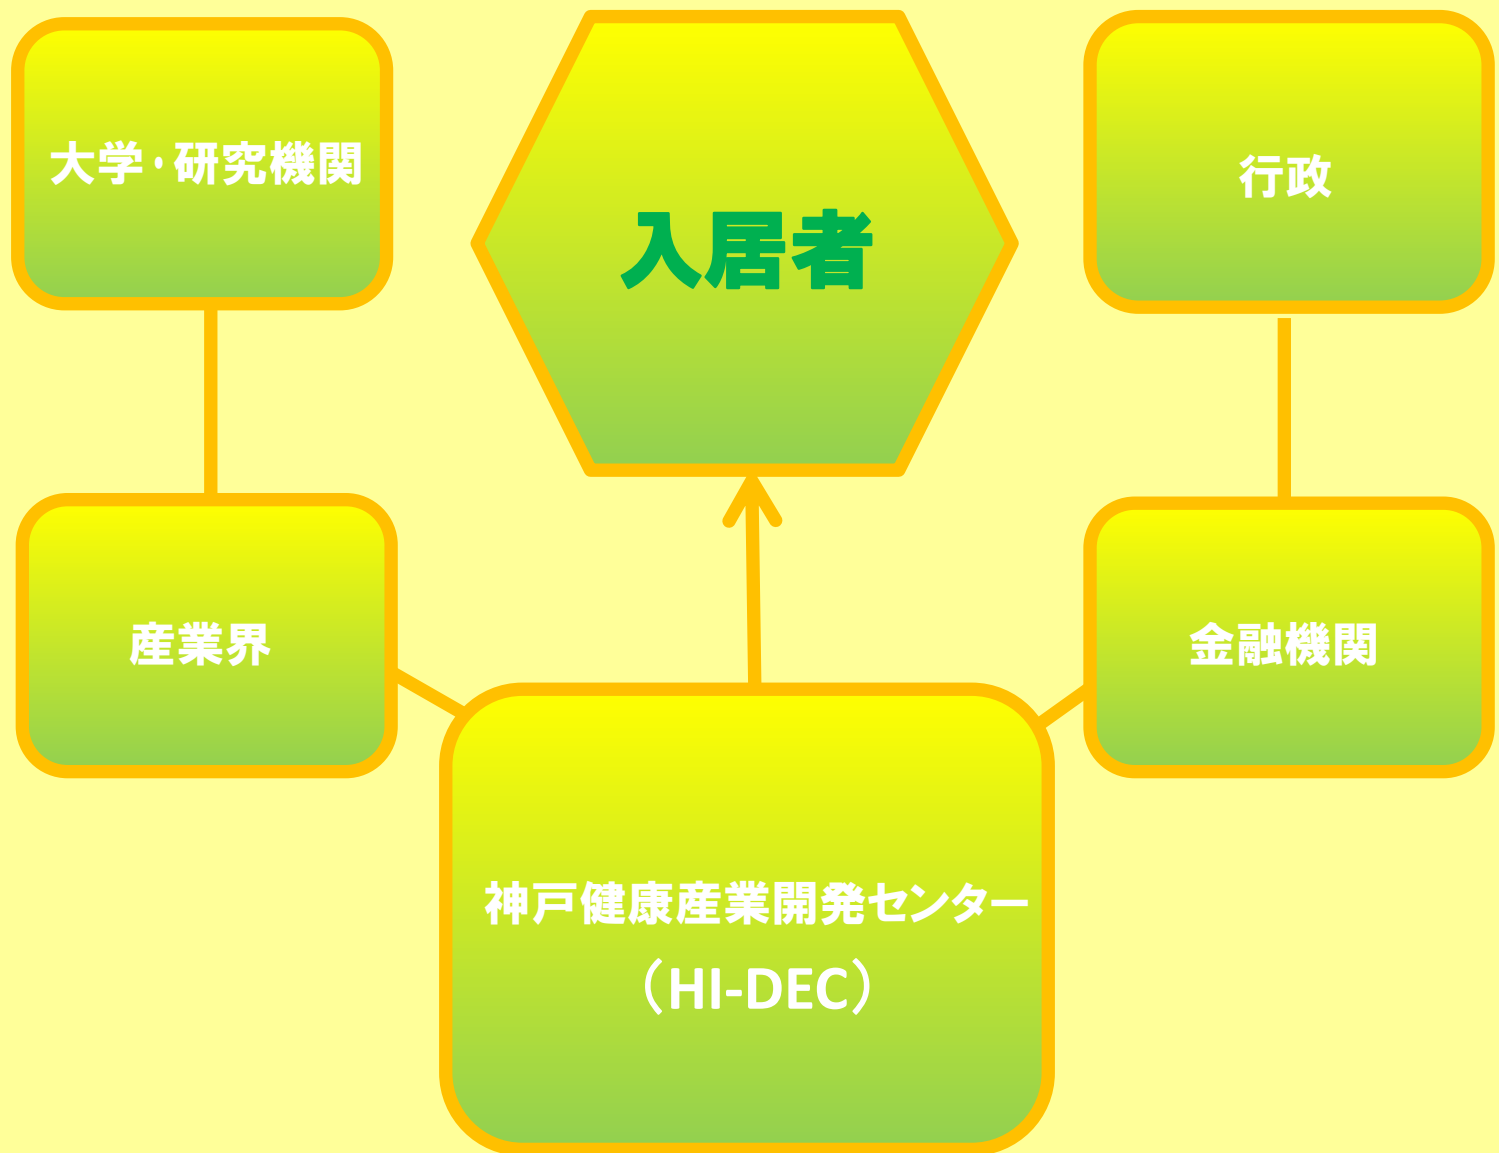 大学・研究機関
入居者
行政
産業界
金融機関
神戸健康産業開発センター
（HI-DEC）